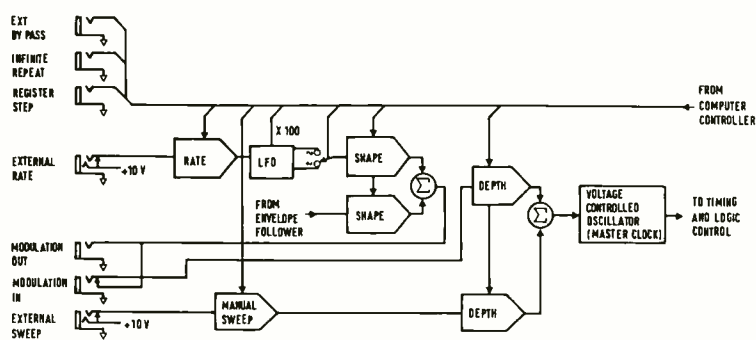 EXT
BY PASS
INFINITE
REPEAT
REGISTER
STEP
FROM
COMPUTER
CONTROLLER
X 100
EXTERNAL
RATE
+10 V
RATE
LFO
SHAPE
DEPTH
Σ
FROM
ENVELOPE
FOLLOWER
SHAPE
Σ
VOLTAGE
CONTROLLED
OSCILLATOR
(MASTER CLOCK)
TO TIMING
AND LOGIC
CONTROL
MODULATION
OUT
MODULATION
IN
EXTERNAL
SWEEP
+10 V
MANUAL
SWEEP
DEPTH